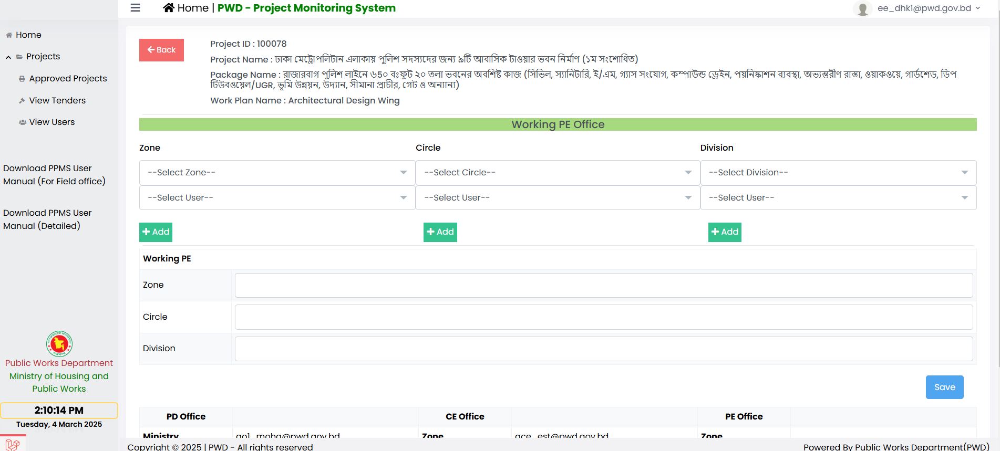 Home | PWD - Project Monitoring System
ee_dhk1@pwd.gov.bd
Home
Projects
Approved Projects
View Tenders
View Users
Download PPMS User
Manual (For Field office)
Download PPMS User
Manual (Detailed)
Public Works Department
Ministry of Housing and
Public Works
2:10:14 PM
Tuesday, 4 March 2025
Back
Project ID : 100078
Project Name : ঢাকা মেট্রোপলিটান এলাকায় পুলিশ সদস্যদের জন্য ৯টি আবাসিক টাওয়ার ভবন নির্মাণ (১ম সংশোধিত)
Package Name : রাজারবাগ পুলিশ লাইনে ৬৫০ বঃফুট ২০ তলা ভবনের অবশিষ্ট কাজ (সিভিল, স্যানিটারি, ই/এম, গ্যাস সংযোগ, কম্পাউন্ড ড্রেইন, পয়নিষ্কাশন ব্যবস্থা, অভ্যন্তরীণ রাস্তা, ওয়াকওয়ে, গার্ডশেড, ডিপ
টিউবওয়েল/UGR, ভূমি উন্নয়ন, উদ্যান, সীমানা প্রাচীর, গেট ও অন্যান্য)
Work Plan Name : Architectural Design Wing
Working PE Office
Zone Circle Division
--Select Zone-- --Select Circle-- --Select Division--
--Select User-- --Select User-- --Select User--
Add Add Add
Working PE
Zone
Circle
Division
Save
PD Office CE Office PE Office
Ministry ao1_moha@pwd.gov.bd Zone ace_est@pwd.gov.bd Zone
Copyright © 2025 | PWD - All rights reserved
Powered By Public Works Department(PWD)